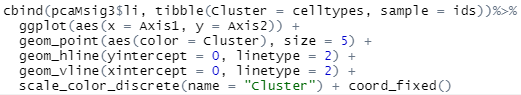 cbind(pcaMsig3$li, tibble(Cluster = celltypes, sample = ids))%>%
ggplot(aes(x = Axis1, y = Axis2)) +
geom_point(aes(color = Cluster), size = 5) +
geom_hline(yintercept = 0, linetype = 2) +
geom_vline(xintercept = 0, linetype = 2) +
scale_color_discrete(name = "Cluster") + coord_fixed()